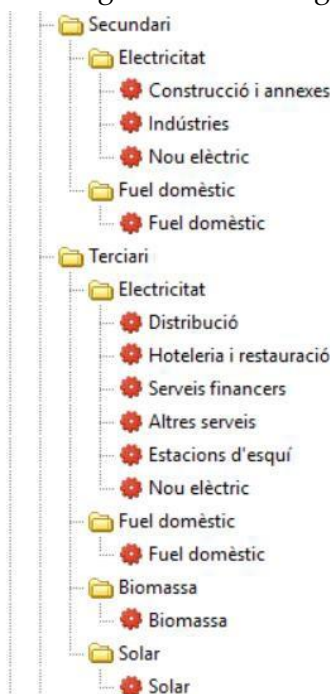 Secundari
Electricitat
Construcció i annexes
Indústries
Nou elèctric
Fuel domèstic
Fuel domèstic
Terciari
Electricitat
Distribució
Hoteleria i restauració
Serveis financers
Altres serveis
Estacions d'esquí
Nou elèctric
Fuel domèstic
Fuel domèstic
Biomassa
Biomassa
Solar
Solar